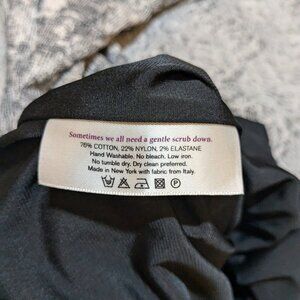 Sometimes we all need a gentle scrub down.
76% COTTON, 22% NYLON, 2% ELASTANE
Hand Washable. No bleach. Low iron.
No tumble dry. Dry clean preferred.
Made in New York with fabric from Italy.